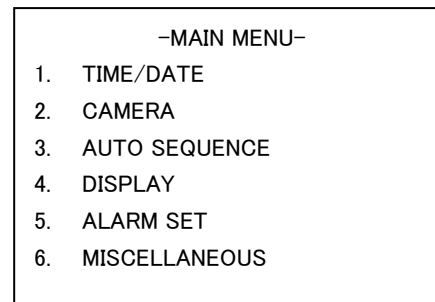 -MAIN MENU-
1. TIME/DATE
2. CAMERA
3. AUTO SEQUENCE
4. DISPLAY
5. ALARM SET
6. MISCELLANEOUS